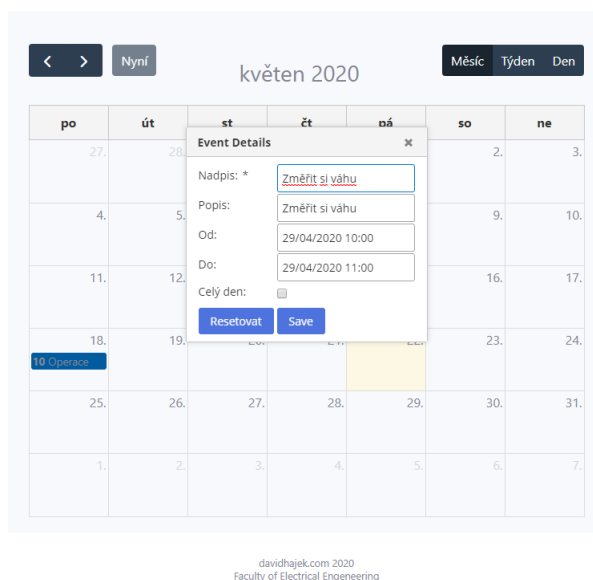 Nyní
květen 2020
Měsíc Týden Den
po út st čt pá so ne
27. 28. 2. 3.
Event Details
Nadpis: * Změřit si váhu
Popis: Změřit si váhu
4. 5. 9. 10.
Od: 29/04/2020 10:00
Do: 29/04/2020 11:00
11. 12. 16. 17.
Celý den:
Resetovat Save
18. 19. 20. 21. 22. 23. 24.
10 Operace
25. 26. 27. 28. 29. 30. 31.
1. 2. 3. 4. 5. 6. 7.
davidhajek.com 2020
Faculty of Electrical Engeneering